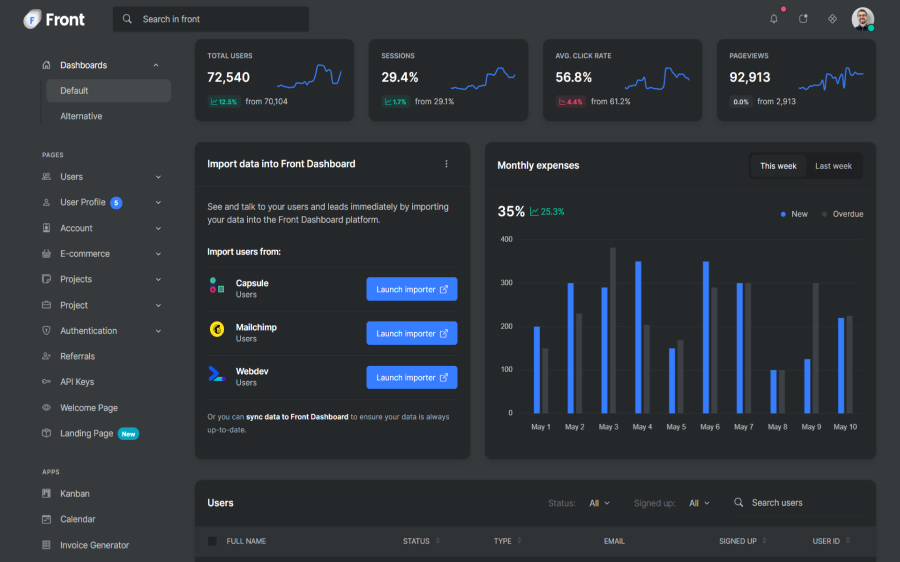 Front
Search in front
Dashboards
Default
Alternative
PAGES
Users
User Profile 5
Account
E-commerce
Projects
Project
Authentication
Referrals
API Keys
Welcome Page
Landing Page New
APPS
Kanban
Calendar
Invoice Generator
TOTAL USERS
72,540
12.5% from 70,104
SESSIONS
29.4%
1.7% from 29.1%
AVG. CLICK RATE
56.8%
4.4% from 61.2%
PAGEVIEWS
92,913
0.0% from 2,913
Import data into Front Dashboard
See and talk to your users and leads immediately by importing
your data into the Front Dashboard platform.
Import users from:
Capsule
Users
Launch importer
Mailchimp
Users
Launch importer
Webdev
Users
Launch importer
Or you can sync data to Front Dashboard to ensure your data is always
up-to-date.
Monthly expenses
This week Last week
35% 25.3%
New Overdue
400
300
200
100
0
May 1 May 2 May 3 May 4 May 5 May 6 May 7 May 8 May 9 May 10
Users
Status: All Signed up: All Search users
FULL NAME STATUS TYPE EMAIL SIGNED UP USER ID